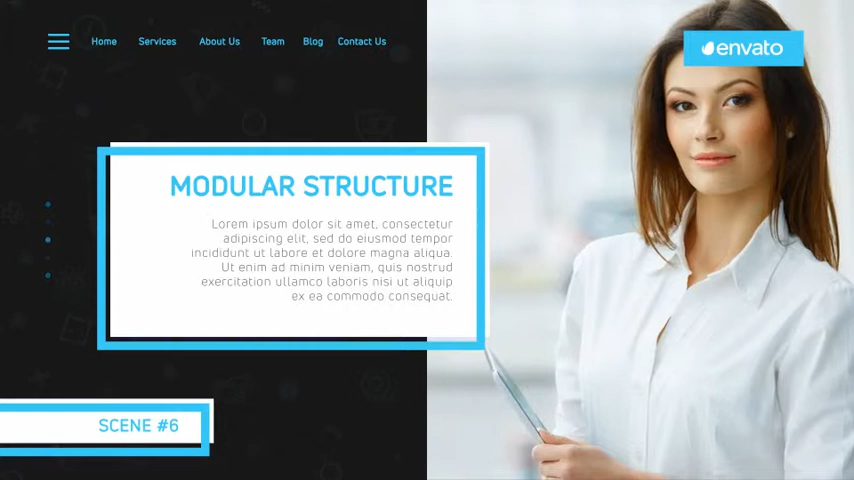 Home Services About Us Team Blog Contact Us
envato
MODULAR STRUCTURE
Lorem ipsum dolor sit amet, consectetur
adipiscing elit, sed do eiusmod tempor
incididunt ut labore et dolore magna aliqua.
Ut enim ad minim veniam, quis nostrud
exercitation ullamco laboris nisi ut aliquip
ex ea commodo consequat.
SCENE #6